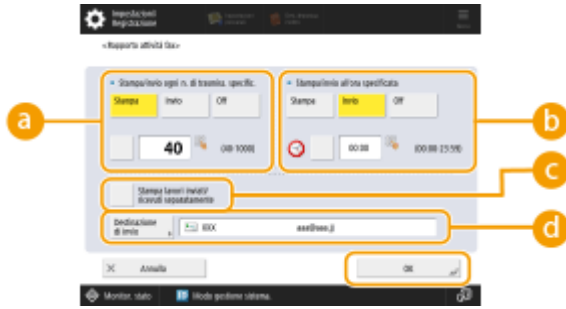 Impostazioni/
Registrazione
<Rapporto attività fax>
Stampa/invio ogni n. di trasmiss. specific.
Stampa/invio all'ora specificata
Stampa Invio Off
Stampa Invio Off
a
b
40 (40-1000)
00:00 (00:00-23:59)
c
Stampa lavori inviati/
ricevuti separatamente
Destinazione
di invio
XXX
d
Annulla
OK
Monitor. stato
Modo gestione sistema.